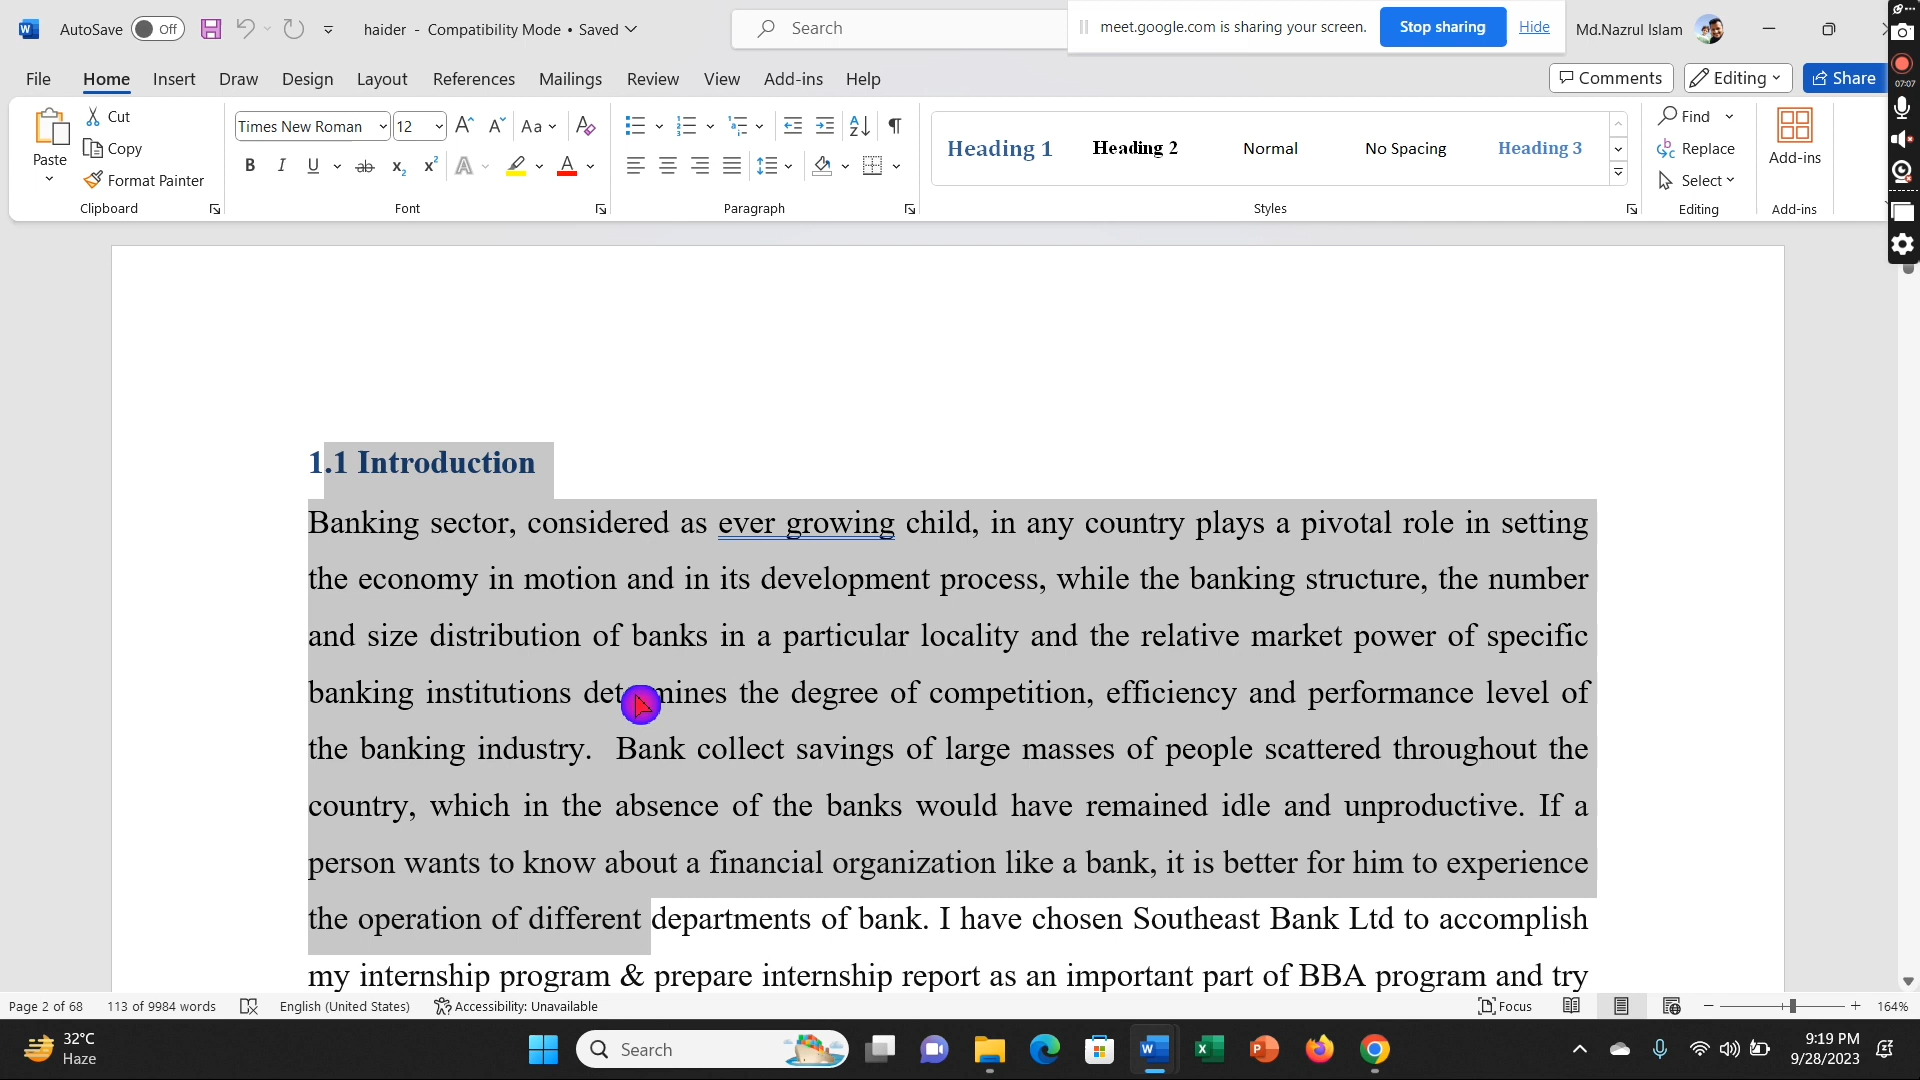 AutoSave Off haider - Compatibility Mode • Saved Search meet.google.com is sharing your screen. Stop sharing Hide Md.Nazrul Islam
File Home Insert Draw Design Layout References Mailings Review View Add-ins Help Comments Editing Share
07:07
Paste Cut Copy Format Painter Clipboard
Times New Roman 12 Font
Paragraph
Heading 1 Heading 2 Normal No Spacing Heading 3 Styles
Find Replace Select Editing
Add-ins Add-ins
1.1 Introduction
Banking sector, considered as ever growing child, in any country plays a pivotal role in setting
the economy in motion and in its development process, while the banking structure, the number
and size distribution of banks in a particular locality and the relative market power of specific
banking institutions det mines the degree of competition, efficiency and performance level of
the banking industry. Bank collect savings of large masses of people scattered throughout the
country, which in the absence of the banks would have remained idle and unproductive. If a
person wants to know about a financial organization like a bank, it is better for him to experience
the operation of different departments of bank. I have chosen Southeast Bank Ltd to accomplish
my internship program & prepare internship report as an important part of BBA program and try
Page 2 of 68 113 of 9984 words English (United States) Accessibility: Unavailable Focus 164%
32°C
Haze
Search
9:19 PM
9/28/2023